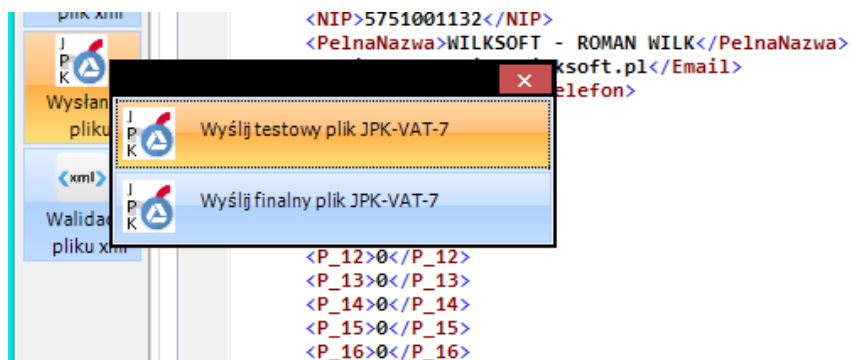 plik xml
J
P
K
Wysłan
pliku
<xml>
Walida
pliku xml
<NIP>5751001132</NIP>
<PelnaNazwa>WILKSOFT - ROMAN WILK</PelnaNazwa>
ksoft.pl</Email>
elefon>
J
P
K
Wyślij testowy plik JPK-VAT-7
J
P
K
Wyślij finalny plik JPK-VAT-7
<P_12>0</P_12>
<P_13>0</P_13>
<P_14>0</P_14>
<P_15>0</P_15>
<P_16>0</P_16>